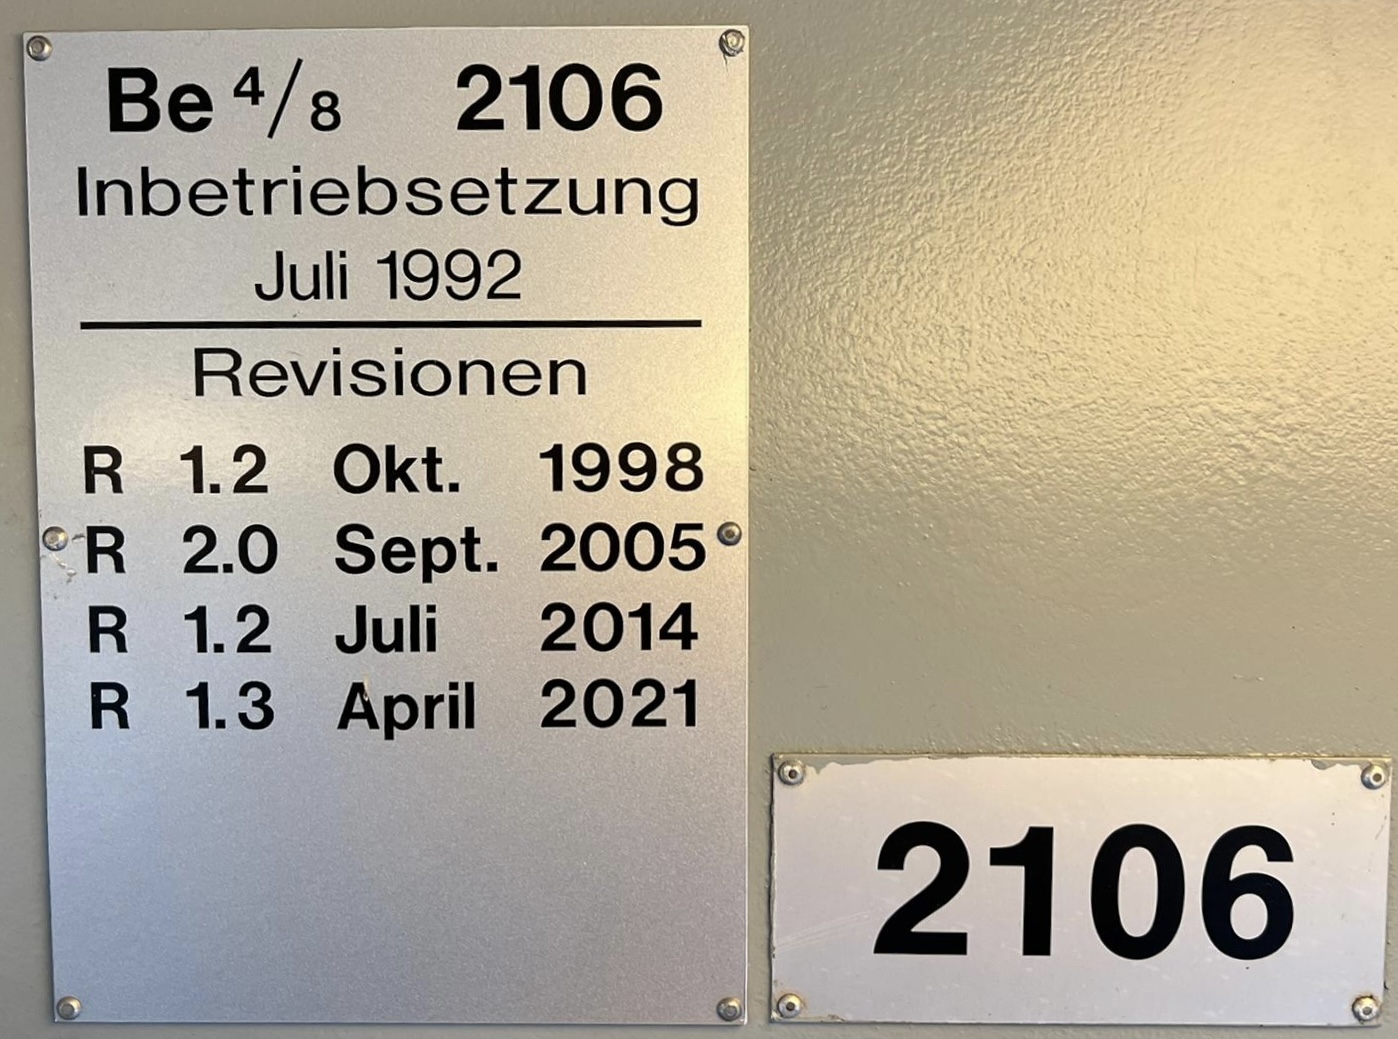 Be 4/8 2106
Inbetriebsetzung
Juli 1992
Revisionen
R 1.2 Okt. 1998
R 2.0 Sept. 2005
R 1.2 Juli 2014
R 1.3 April 2021
2106